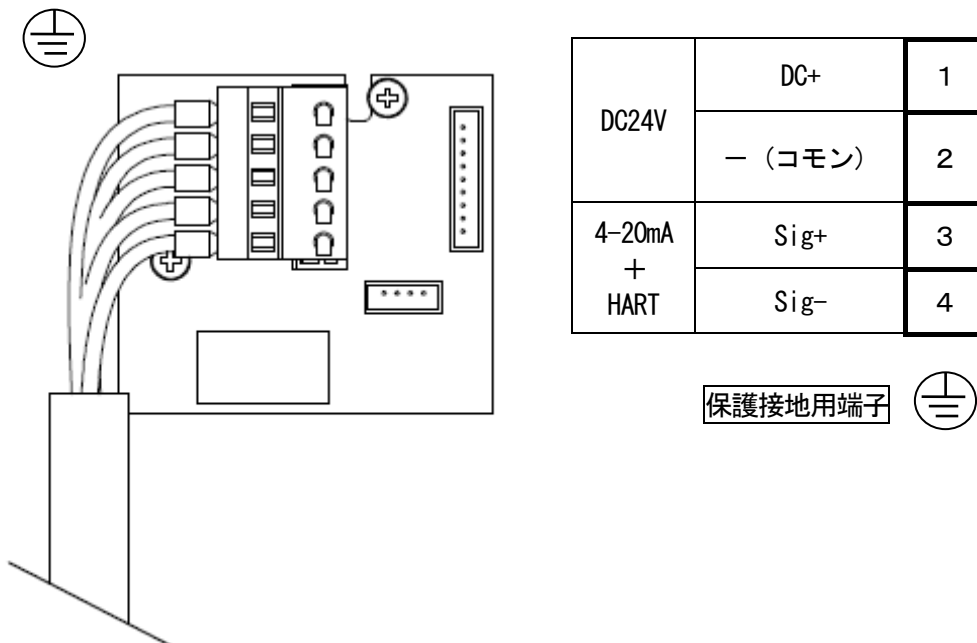 DC24V
DC+
1
－（コモン）
2
4-20mA
+
HART
Sig+
3
Sig-
4
保護接地用端子